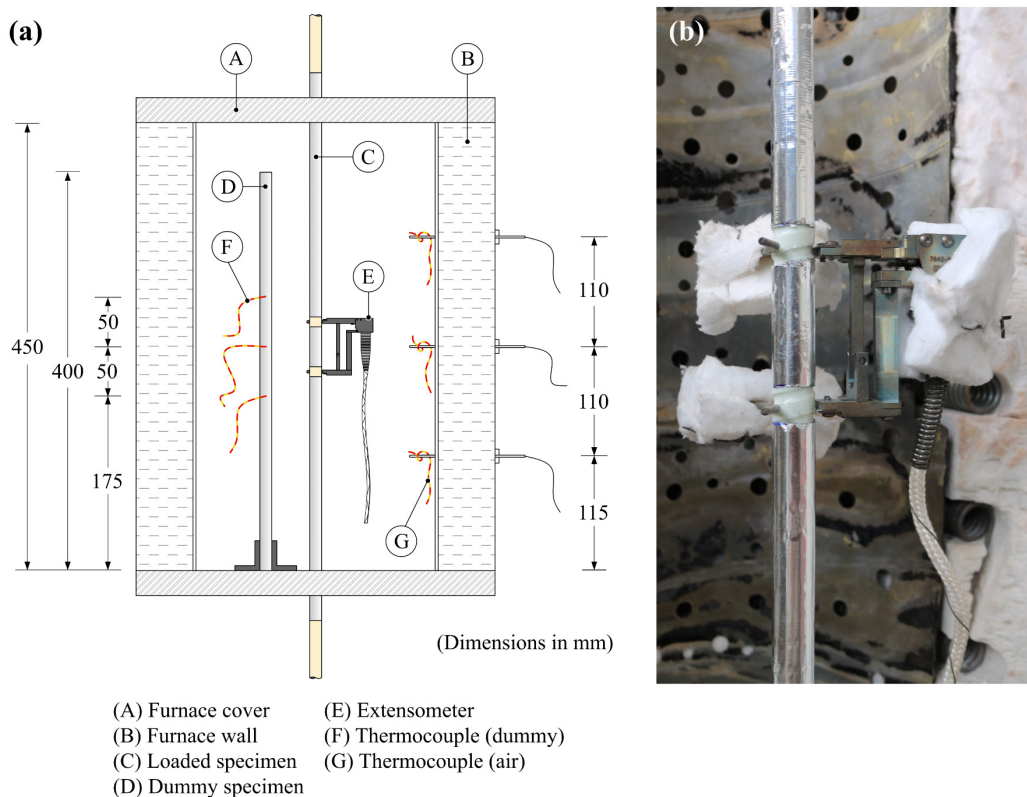 (a)
A
B
C
D
F
E
G
450
400
50
50
175
110
110
115
(Dimensions in mm)
(A) Furnace cover
(B) Furnace wall
(C) Loaded specimen
(D) Dummy specimen
(E) Extensometer
(F) Thermocouple (dummy)
(G) Thermocouple (air)
(b)